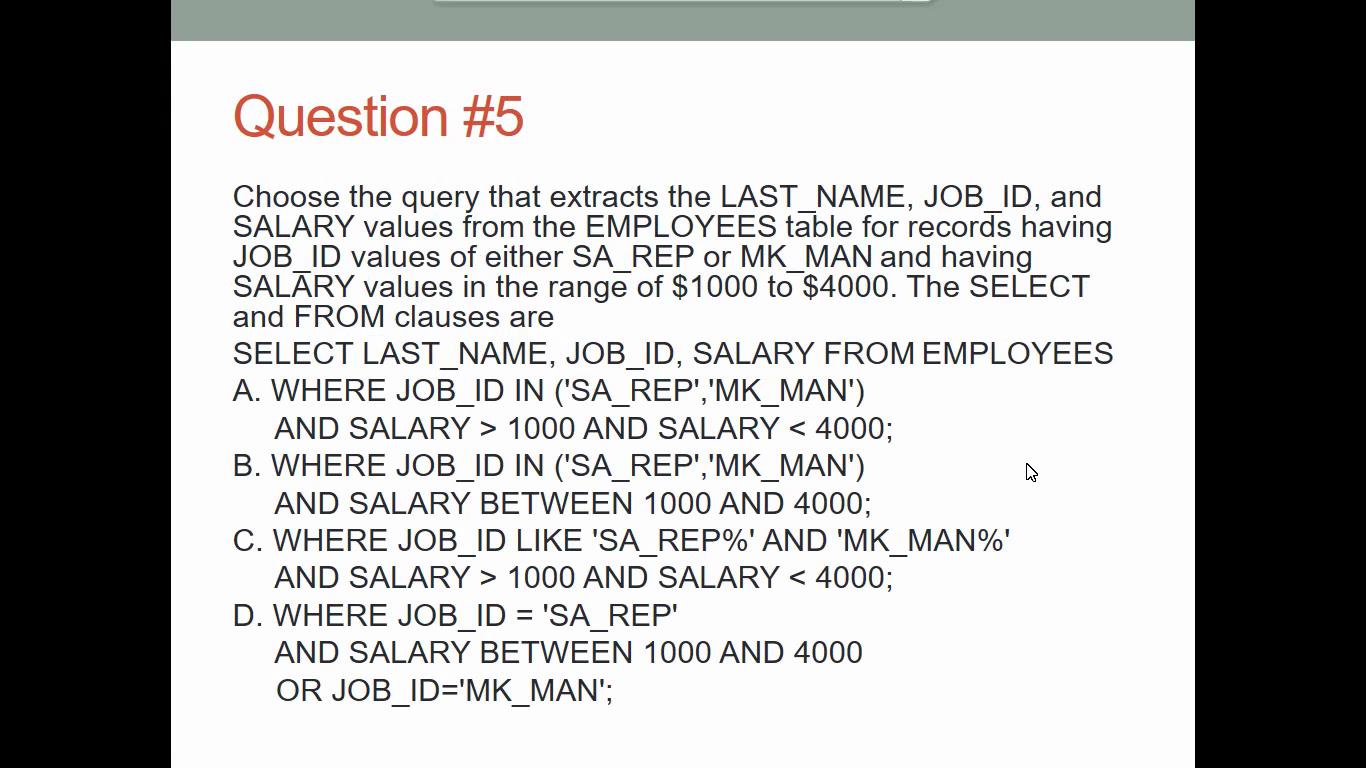 Question #5
Choose the query that extracts the LAST_NAME, JOB_ID, and
SALARY values from the EMPLOYEES table for records having
JOB_ID values of either SA_REP or MK_MAN and having
SALARY values in the range of $1000 to $4000. The SELECT
and FROM clauses are
SELECT LAST_NAME, JOB_ID, SALARY FROM EMPLOYEES
A. WHERE JOB_ID IN ('SA_REP','MK_MAN')
AND SALARY > 1000 AND SALARY < 4000;
B. WHERE JOB_ID IN ('SA_REP','MK_MAN')
AND SALARY BETWEEN 1000 AND 4000;
C. WHERE JOB_ID LIKE 'SA_REP%' AND 'MK_MAN%'
AND SALARY > 1000 AND SALARY < 4000;
D. WHERE JOB_ID = 'SA_REP'
AND SALARY BETWEEN 1000 AND 4000
OR JOB_ID='MK_MAN';